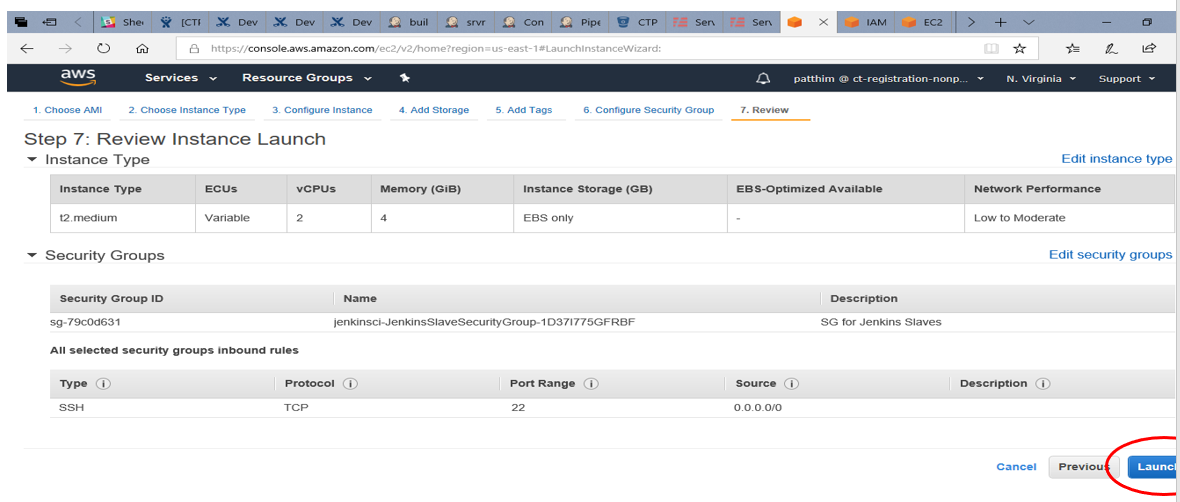 Shee [CTP Dev Dev Dev buil srvr Con Pipe CTP Serv Serv IAM EC2
https://console.aws.amazon.com/ec2/v2/home?region=us-east-1#LaunchInstanceWizard:
aws Services Resource Groups patthim @ ct-registration-nonp... N. Virginia Support
1. Choose AMI 2. Choose Instance Type 3. Configure Instance 4. Add Storage 5. Add Tags 6. Configure Security Group 7. Review
Step 7: Review Instance Launch
Instance Type Edit instance type
Instance Type ECUs vCPUs Memory (GiB) Instance Storage (GB) EBS-Optimized Available Network Performance
t2.medium Variable 2 4 EBS only - Low to Moderate
Security Groups Edit security groups
Security Group ID Name Description
sg-79c0d631 jenkinsci-JenkinsSlaveSecurityGroup-1D37I775GFRBF SG for Jenkins Slaves
All selected security groups inbound rules
Type Protocol Port Range Source Description
SSH TCP 22 0.0.0.0/0
Cancel Previous Launch